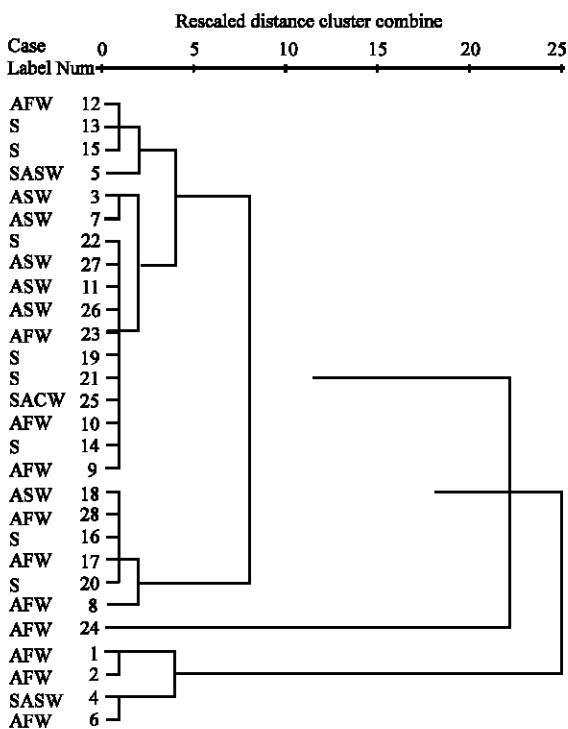 Rescaled distance cluster combine
Case 0 5 10 15 20 25
Label Num
AFW 12
S 13
S 15
SASW 5
ASW 3
ASW 7
S 22
ASW 27
ASW 11
ASW 26
AFW 23
S 19
S 21
SACW 25
AFW 10
S 14
AFW 9
ASW 18
AFW 28
S 16
AFW 17
S 20
AFW 8
AFW 24
AFW 1
AFW 2
SASW 4
AFW 6